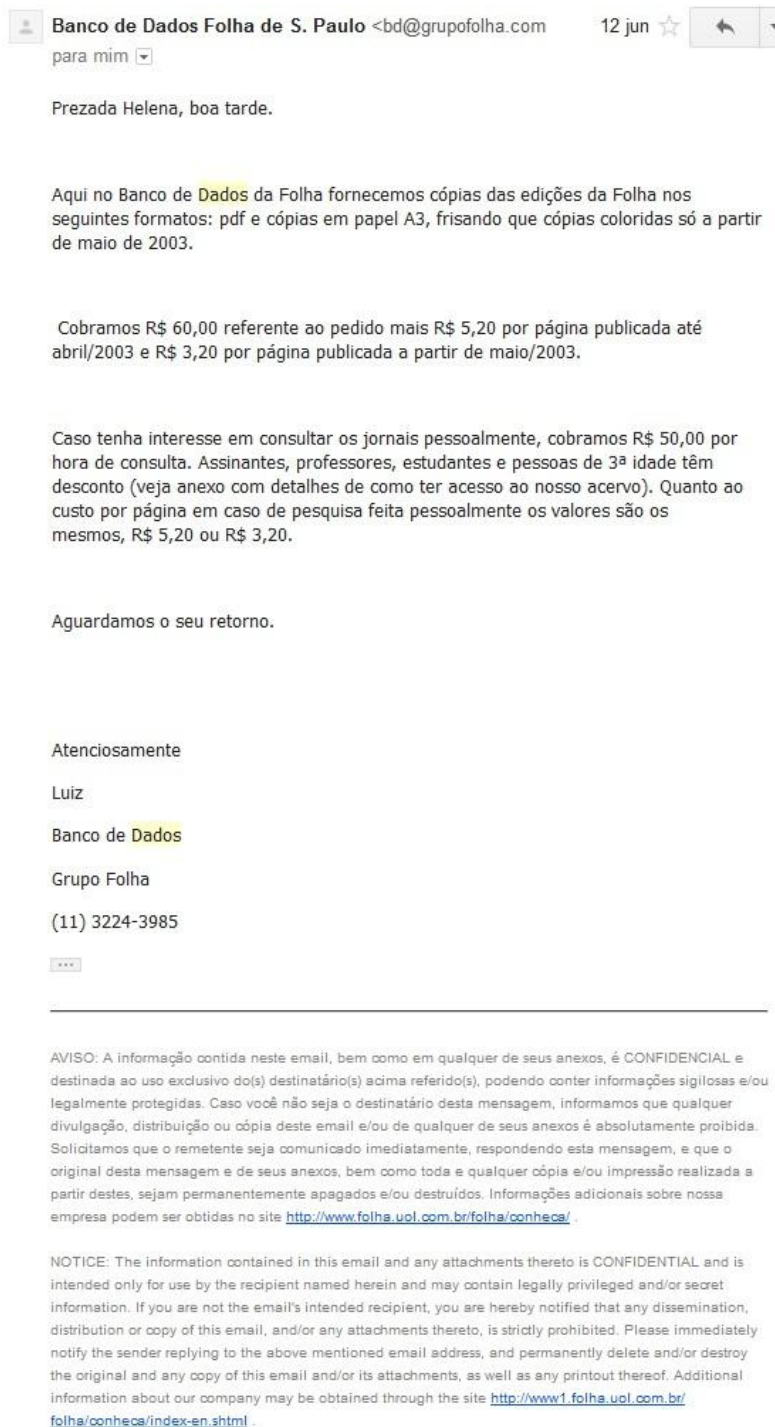 Banco de Dados Folha de S. Paulo <bd@grupofolha.com 12 jun
para mim
Prezada Helena, boa tarde.
Aqui no Banco de Dados da Folha fornecemos cópias das edições da Folha nos
seguintes formatos: pdf e cópias em papel A3, frisando que cópias coloridas só a partir
de maio de 2003.
Cobramos R$ 60,00 referente ao pedido mais R$ 5,20 por página publicada até
abril/2003 e R$ 3,20 por página publicada a partir de maio/2003.
Caso tenha interesse em consultar os jornais pessoalmente, cobramos R$ 50,00 por
hora de consulta. Assinantes, professores, estudantes e pessoas de 3ª idade têm
desconto (veja anexo com detalhes de como ter acesso ao nosso acervo). Quanto ao
custo por página em caso de pesquisa feita pessoalmente os valores são os
mesmos, R$ 5,20 ou R$ 3,20.
Aguardamos o seu retorno.
Atenciosamente
Luiz
Banco de Dados
Grupo Folha
(11) 3224-3985
AVISO: A informação contida neste email, bem como em qualquer de seus anexos, é CONFIDENCIAL e
destinada ao uso exclusivo do(s) destinatário(s) acima referido(s), podendo conter informações sigilosas e/ou
legalmente protegidas. Caso você não seja o destinatário desta mensagem, informamos que qualquer
divulgação, distribuição ou cópia deste email e/ou de qualquer de seus anexos é absolutamente proibida.
Solicitamos que o remetente seja comunicado imediatamente, respondendo esta mensagem, e que o
original desta mensagem e de seus anexos, bem como toda e qualquer cópia e/ou impressão realizada a
partir destes, sejam permanentemente apagados e/ou destruídos. Informações adicionais sobre nossa
empresa podem ser obtidas no site http://www.folha.uol.com.br/folha/conheca/ .
NOTICE: The information contained in this email and any attachments thereto is CONFIDENTIAL and is
intended only for use by the recipient named herein and may contain legally privileged and/or secret
information. If you are not the email's intended recipient, you are hereby notified that any dissemination,
distribution or copy of this email, and/or any attachments thereto, is strictly prohibited. Please immediately
notify the sender replying to the above mentioned email address, and permanently delete and/or destroy
the original and any copy of this email and/or its attachments, as well as any printout thereof. Additional
information about our company may be obtained through the site http://www1.folha.uol.com.br/
folha/conheca/index-en.shtml .